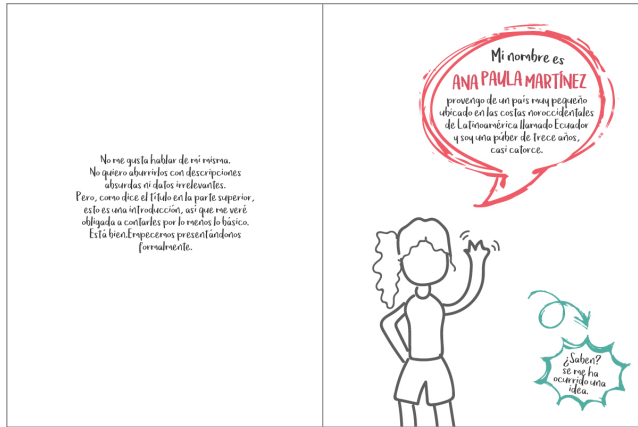 No me gusta hablar de mi misma.
No quiero aburrirlos con descripciones
absurdas ni datos irrelevantes.
Pero, como dice el título en la parte superior,
esto es una introducción, así que me veré
obligada a contarles por lo menos lo básico.
Está bien.Empecemos presentándonos
formalmente.
Mi nombre es
ANA PAULA MARTÍNEZ
provengo de un país muy pequeño
ubicado en las costas noroccidentales
de Latinoamérica llamado Ecuador
y soy una púber de trece años,
casi catorce.
¿Saben?
se me ha
ocurrido una
idea.